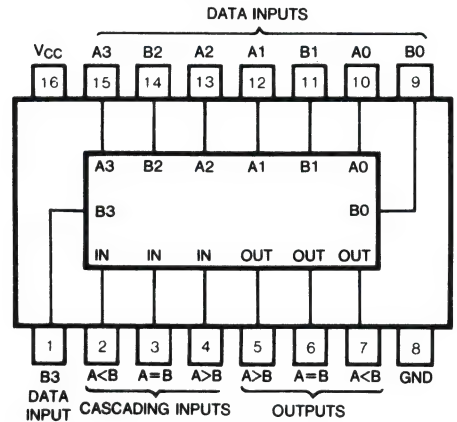 DATA INPUTS
VCC A3 B2 A2 A1 B1 A0 B0
16 15 14 13 12 11 10 9
A3 B2 A2 A1 B1 A0
B3 B0
IN IN IN OUT OUT OUT
1 2 3 4 5 6 7 8
B3 A<B A=B A>B A>B A=B A<B GND
DATA
INPUT CASCADING INPUTS OUTPUTS